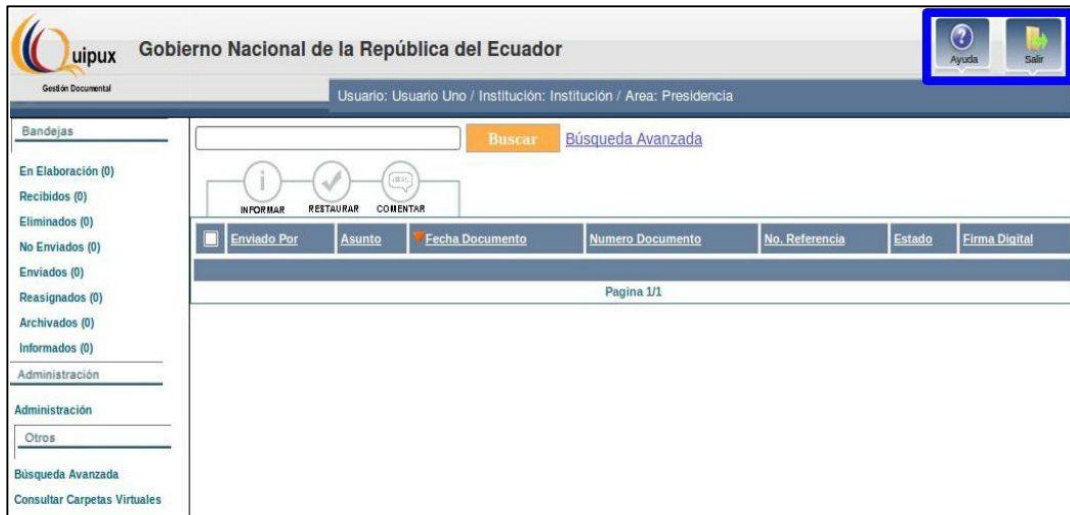 Quipux
Gestión Documental
Gobierno Nacional de la República del Ecuador
Ayuda
Salir
Usuario: Usuario Uno / Institución: Institución / Area: Presidencia
Bandejas
En Elaboración (0)
Recibidos (0)
Eliminados (0)
No Enviados (0)
Enviados (0)
Reasignados (0)
Archivados (0)
Informados (0)
Administración
Administración
Otros
Búsqueda Avanzada
Consultar Carpetas Virtuales
Buscar Búsqueda Avanzada
INFORMAR RESTAURAR COMENTAR
Enviado Por Asunto Fecha Documento Numero Documento No. Referencia Estado Firma Digital
Pagina 1/1